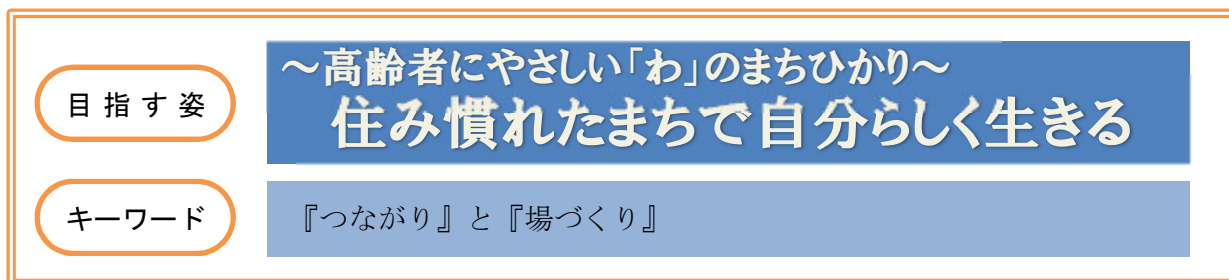 目指す姿
～高齢者にやさしい「わ」のまちひかり～
住み慣れたまちで自分らしく生きる
キーワード
『つながり』と『場づくり』